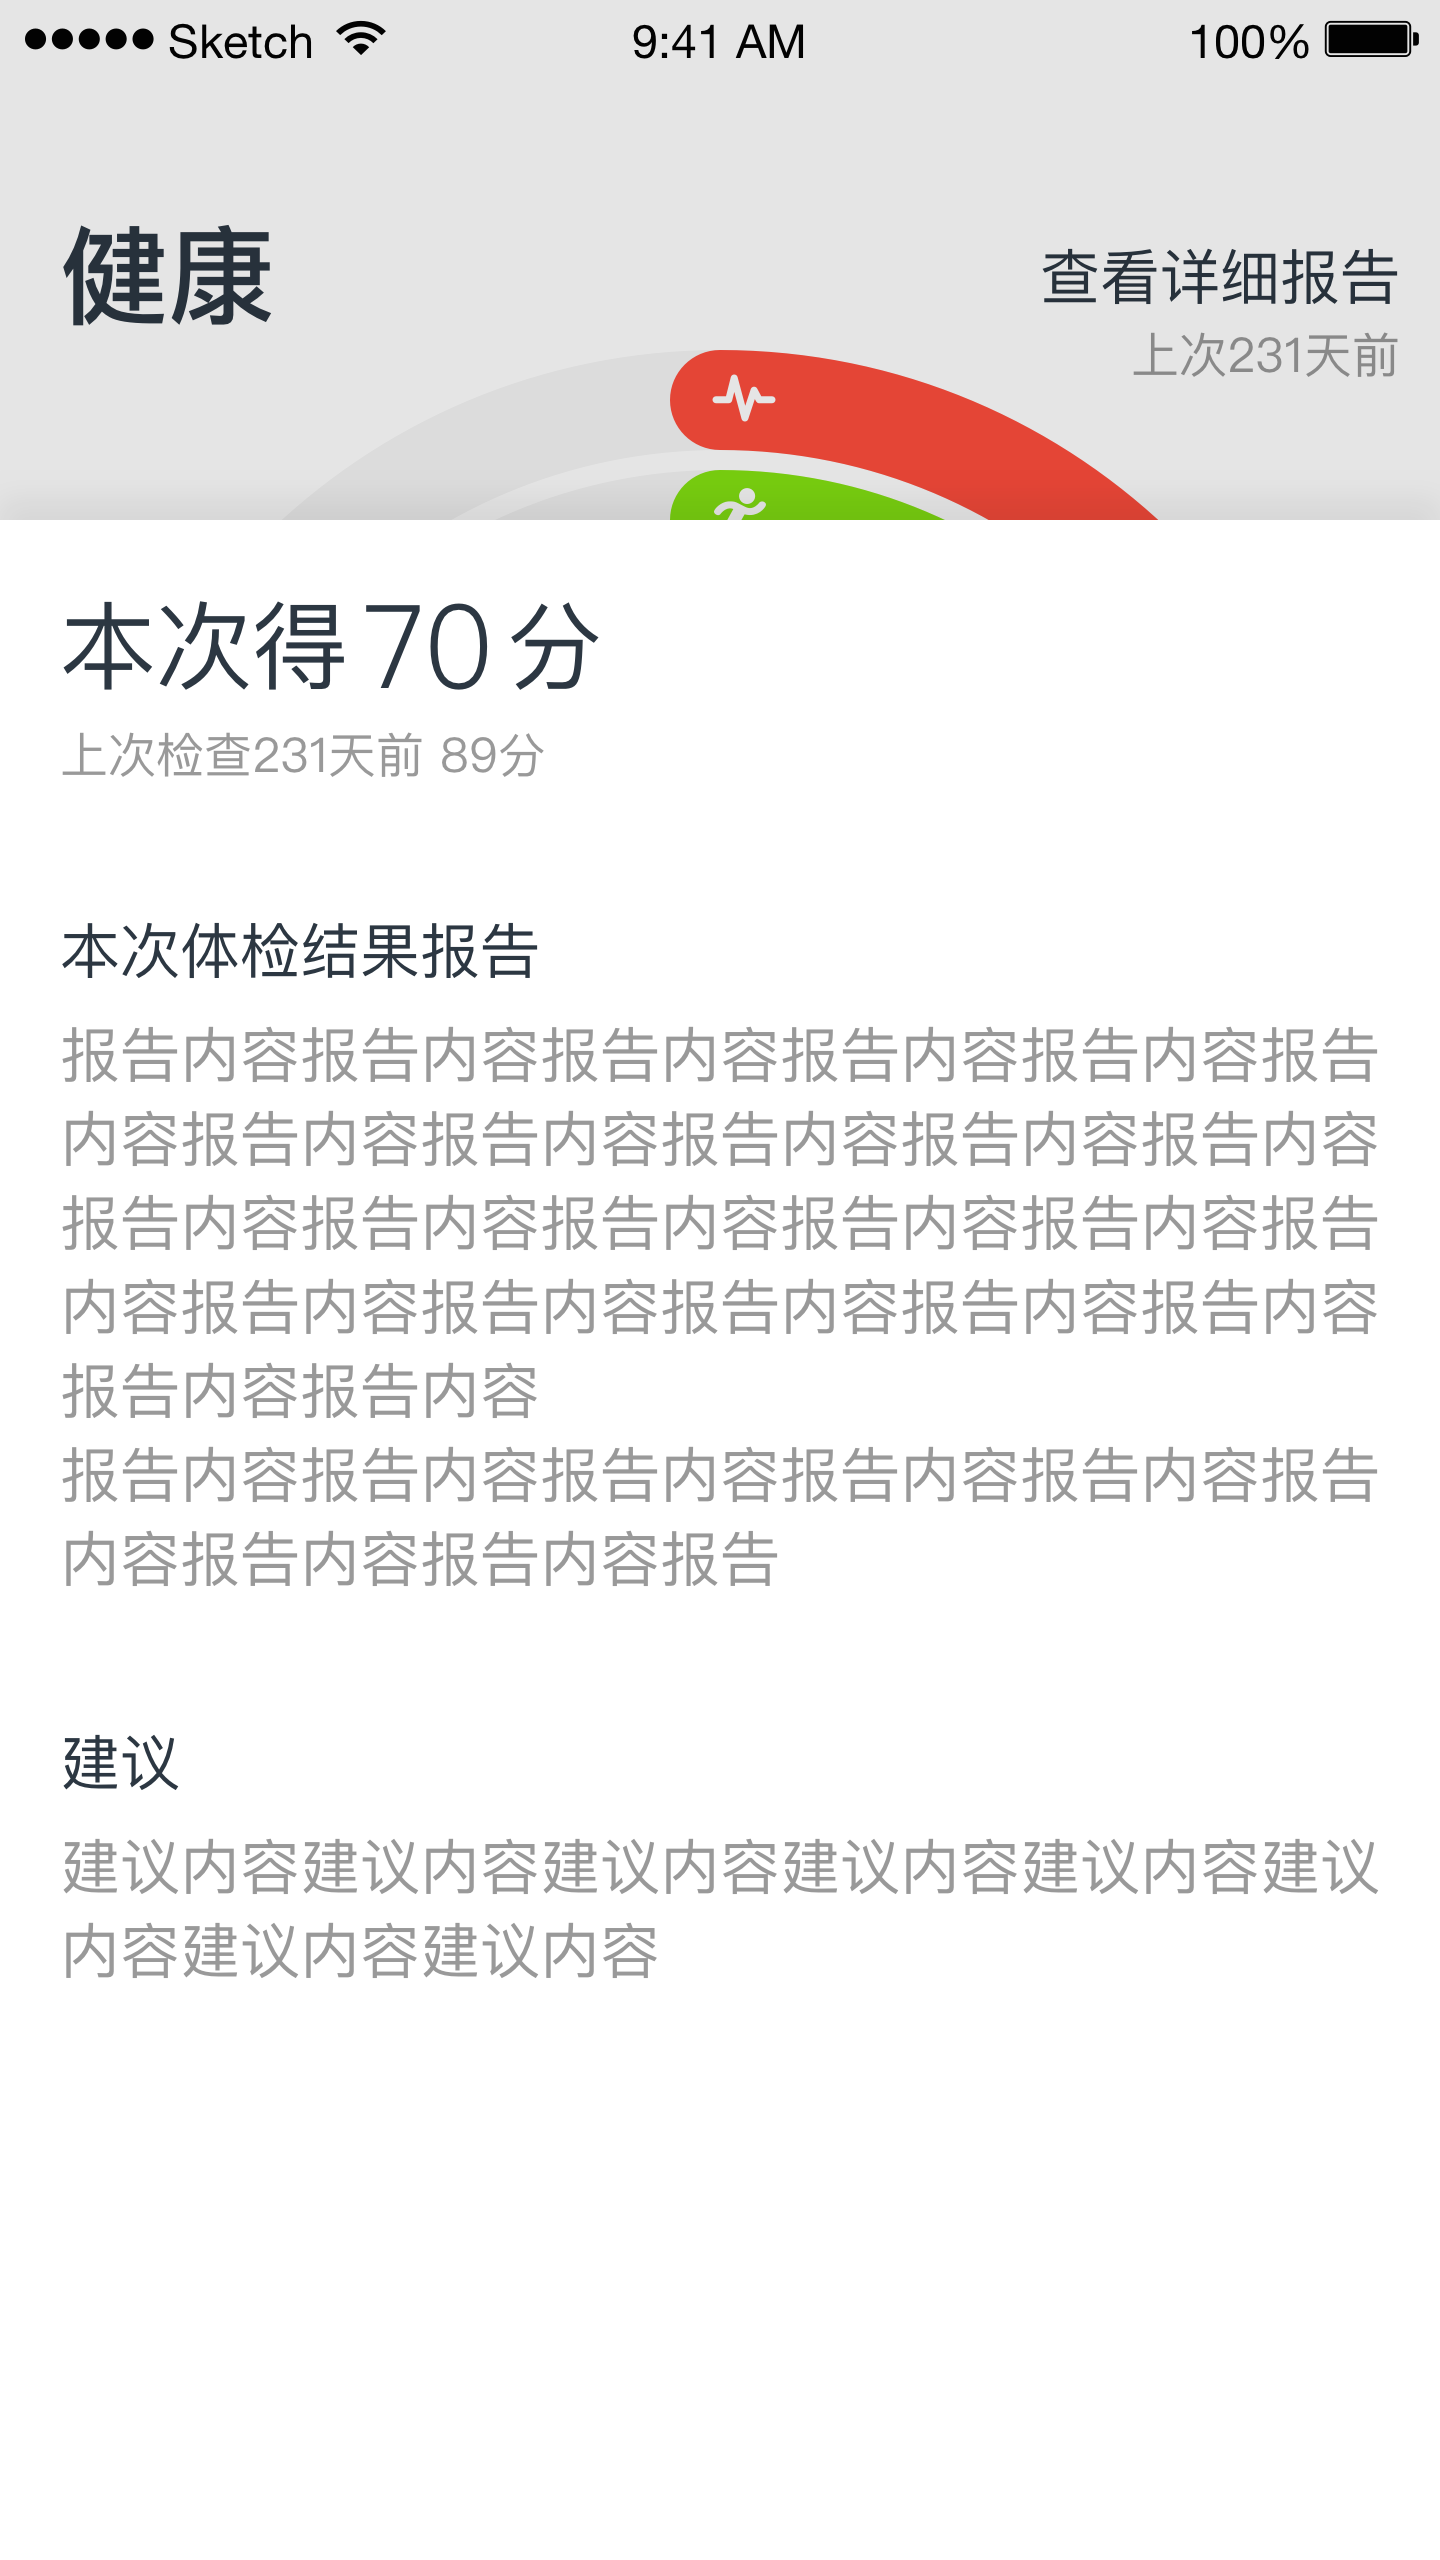 Sketch 9:41 AM 100%
健康
查看详细报告
上次231天前
本次得 70 分
上次检查231天前 89分
本次体检结果报告
报告内容报告内容报告内容报告内容报告内容报告
内容报告内容报告内容报告内容报告内容报告内容
报告内容报告内容报告内容报告内容报告内容报告
内容报告内容报告内容报告内容报告内容报告内容
报告内容报告内容
报告内容报告内容报告内容报告内容报告内容报告
内容报告内容报告内容报告
建议
建议内容建议内容建议内容建议内容建议内容建议
内容建议内容建议内容